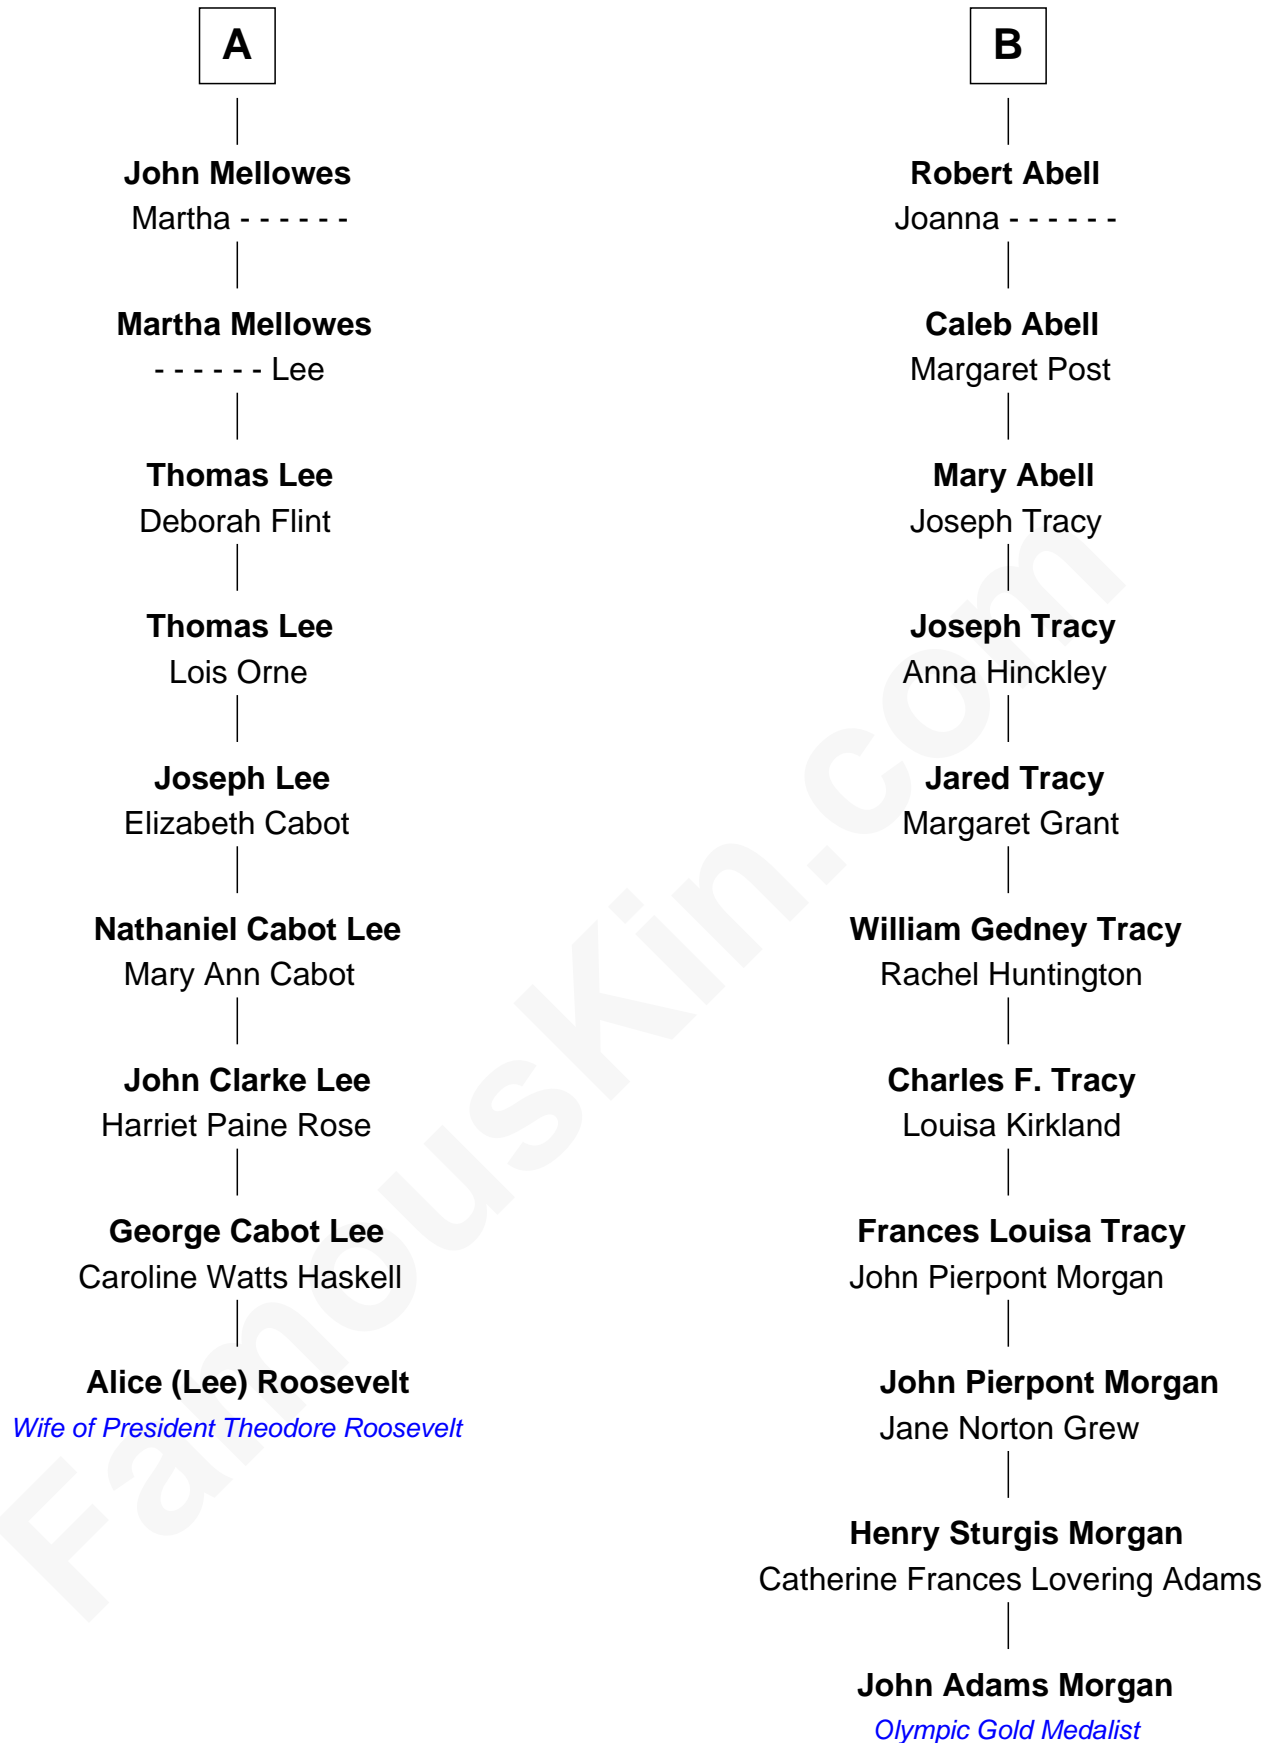 A
John Mellowes
Martha - - - - - -
Martha Mellowes
- - - - - - Lee
Thomas Lee
Deborah Flint
Thomas Lee
Lois Orne
Joseph Lee
Elizabeth Cabot
Nathaniel Cabot Lee
Mary Ann Cabot
John Clarke Lee
Harriet Paine Rose
George Cabot Lee
Caroline Watts Haskell
Alice (Lee) Roosevelt
Wife of President Theodore Roosevelt
B
Robert Abell
Joanna - - - - - -
Caleb Abell
Margaret Post
Mary Abell
Joseph Tracy
Joseph Tracy
Anna Hinckley
Jared Tracy
Margaret Grant
William Gedney Tracy
Rachel Huntington
Charles F. Tracy
Louisa Kirkland
Frances Louisa Tracy
John Pierpont Morgan
John Pierpont Morgan
Jane Norton Grew
Henry Sturgis Morgan
Catherine Frances Lovering Adams
John Adams Morgan
Olympic Gold Medalist
FamousKin.com